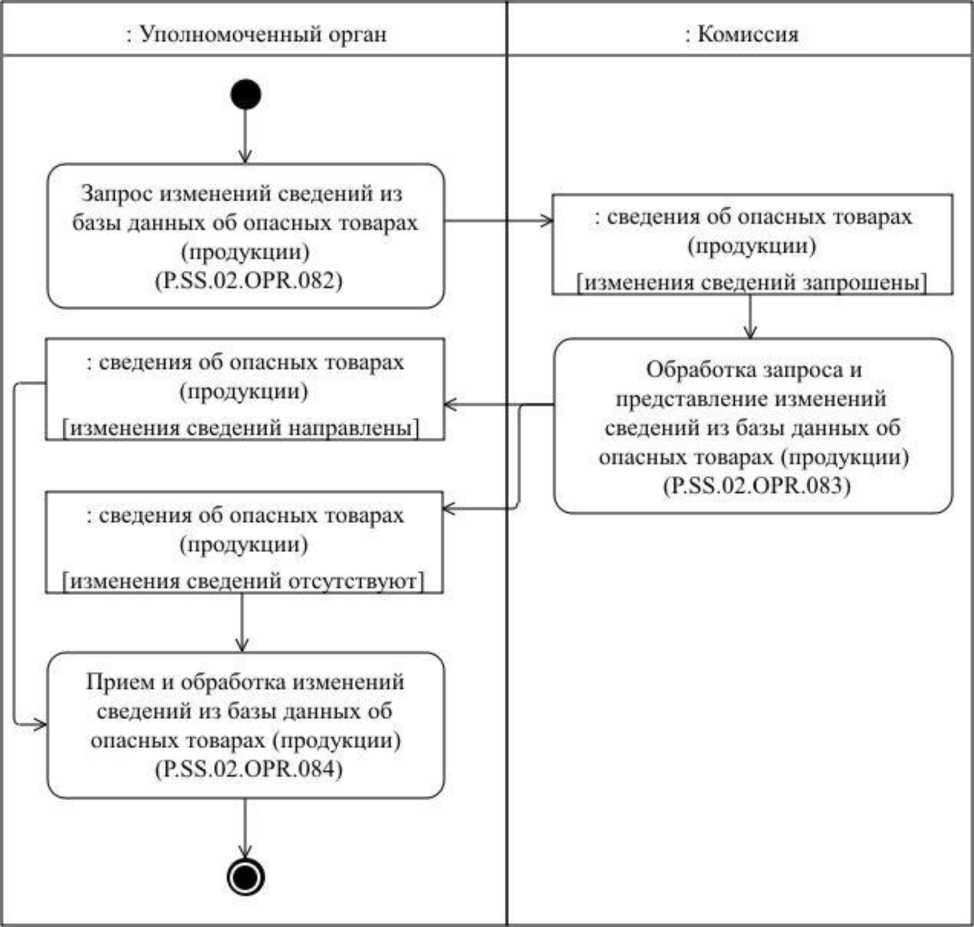 : Уполномоченный орган
: Комиссия
Запрос изменений сведений из
базы данных об опасных товарах
(продукции)
(P.SS.02.OPR.082)
: сведения об опасных товарах
(продукции)
[изменения сведений запрошены]
: сведения об опасных товарах
(продукции)
[изменения сведений направлены]
Обработка запроса и
представление изменений
сведений из базы данных об
опасных товарах (продукции)
(P.SS.02.OPR.083)
: сведения об опасных товарах
(продукции)
[изменения сведений отсутствуют]
Прием и обработка изменений
сведений из базы данных об
опасных товарах (продукции)
(P.SS.02.OPR.084)